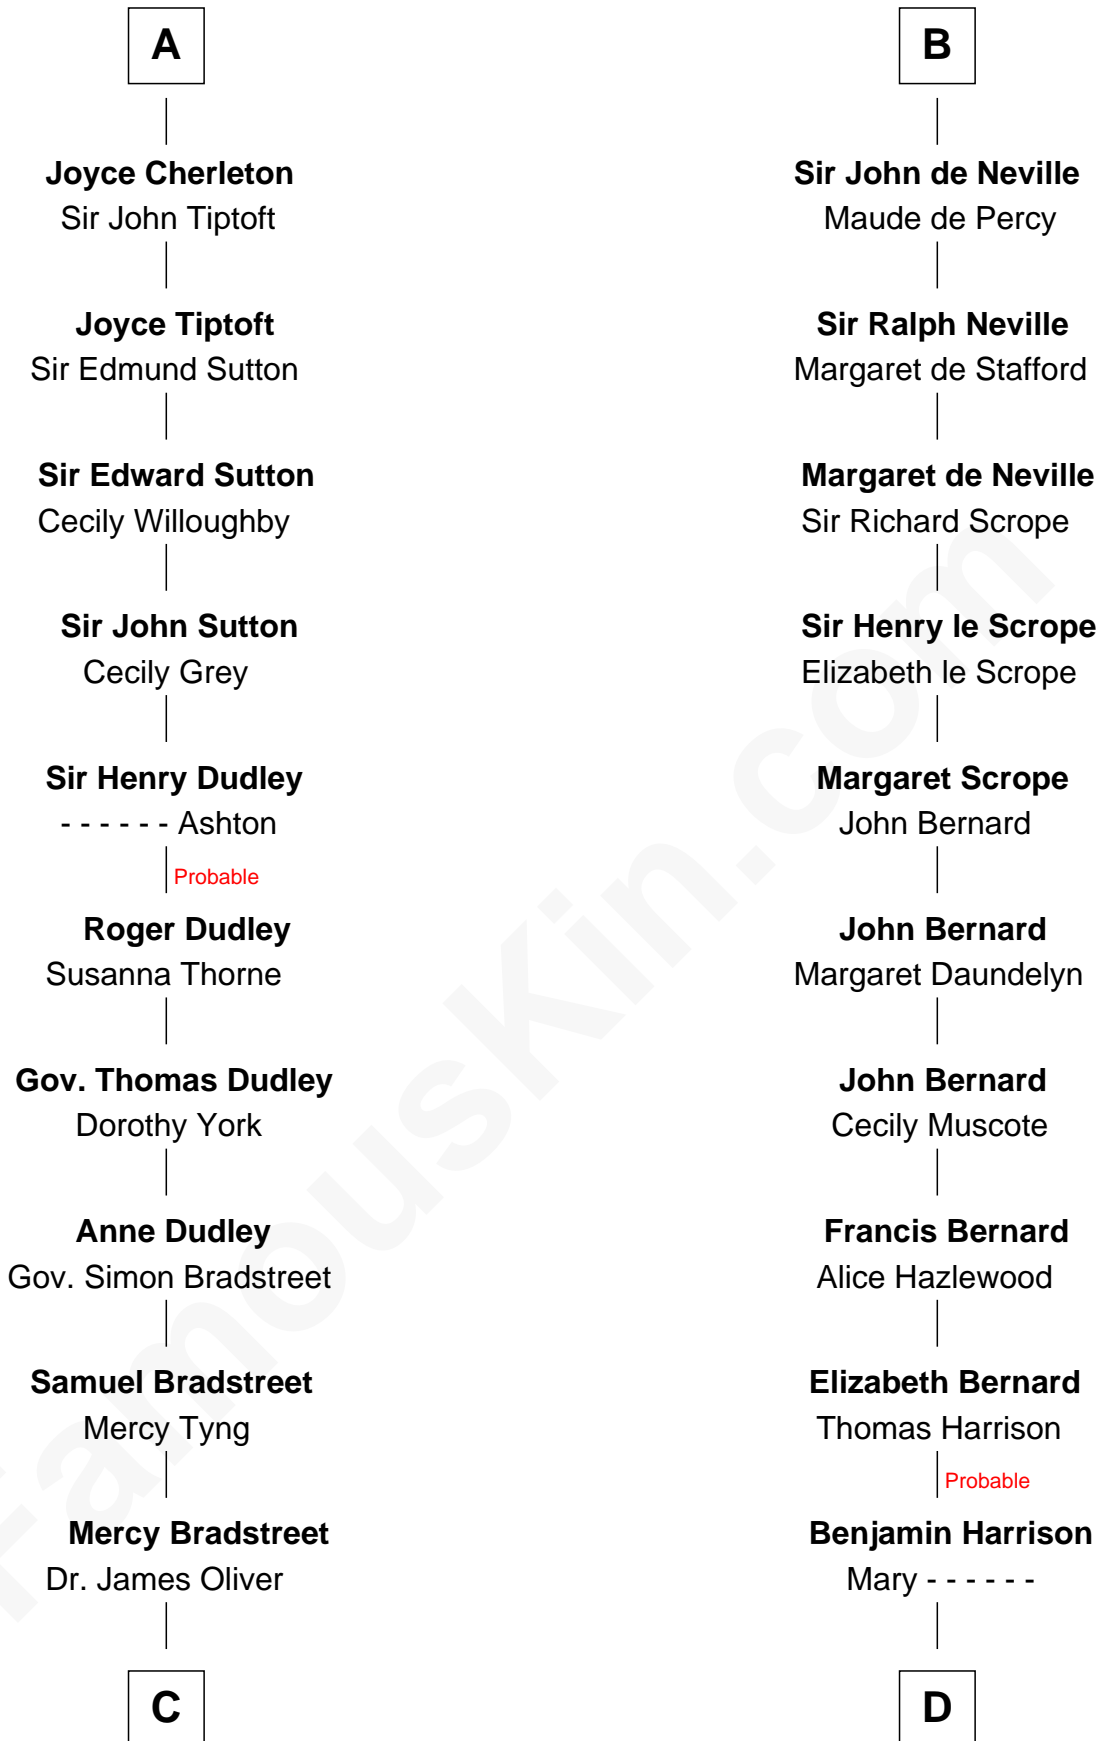 A
Joyce Cherleton
Sir John Tiptoft
Joyce Tiptoft
Sir Edmund Sutton
Sir Edward Sutton
Cecily Willoughby
Sir John Sutton
Cecily Grey
Sir Henry Dudley
- - - - - - Ashton
Probable
Roger Dudley
Susanna Thorne
Gov. Thomas Dudley
Dorothy York
Anne Dudley
Gov. Simon Bradstreet
Samuel Bradstreet
Mercy Tyng
Mercy Bradstreet
Dr. James Oliver
C
B
Sir John de Neville
Maude de Percy
Sir Ralph Neville
Margaret de Stafford
Margaret de Neville
Sir Richard Scrope
Sir Henry le Scrope
Elizabeth le Scrope
Margaret Scrope
John Bernard
John Bernard
Margaret Daundelyn
John Bernard
Cecily Muscote
Francis Bernard
Alice Hazlewood
Elizabeth Bernard
Thomas Harrison
Probable
Benjamin Harrison
Mary - - - - - -
D
FamousKin.com